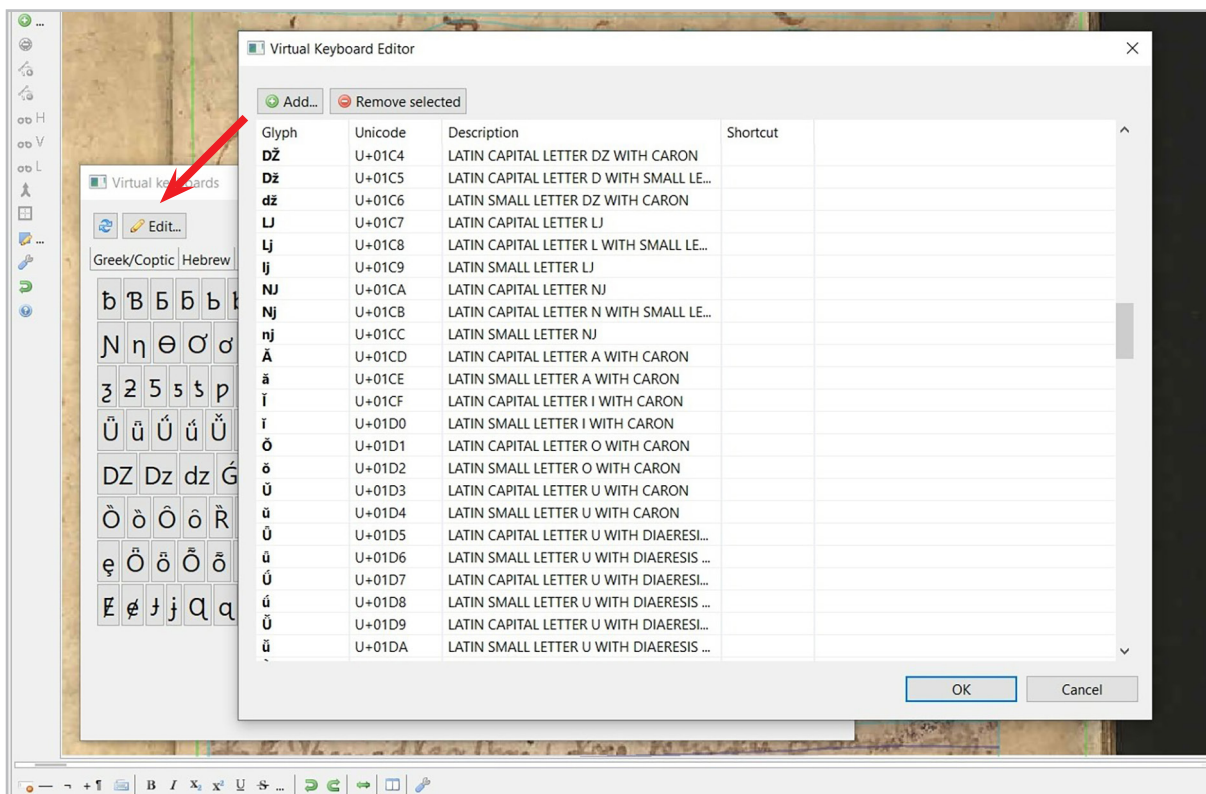 ...
H
V
L
...
Virtual Keyboard Editor
Add...
Remove selected
Glyph Unicode Description Shortcut
DŽ U+01C4 LATIN CAPITAL LETTER DZ WITH CARON
Dž U+01C5 LATIN CAPITAL LETTER D WITH SMALL LE...
dž U+01C6 LATIN SMALL LETTER DZ WITH CARON
LJ U+01C7 LATIN CAPITAL LETTER LJ
Lj U+01C8 LATIN CAPITAL LETTER L WITH SMALL LE...
lj U+01C9 LATIN SMALL LETTER LJ
NJ U+01CA LATIN CAPITAL LETTER NJ
Nj U+01CB LATIN CAPITAL LETTER N WITH SMALL LE...
nj U+01CC LATIN SMALL LETTER NJ
Ǎ U+01CD LATIN CAPITAL LETTER A WITH CARON
ǎ U+01CE LATIN SMALL LETTER A WITH CARON
Ǐ U+01CF LATIN CAPITAL LETTER I WITH CARON
ǐ U+01D0 LATIN SMALL LETTER I WITH CARON
Ǒ U+01D1 LATIN CAPITAL LETTER O WITH CARON
ǒ U+01D2 LATIN SMALL LETTER O WITH CARON
Ǔ U+01D3 LATIN CAPITAL LETTER U WITH CARON
ǔ U+01D4 LATIN SMALL LETTER U WITH CARON
Ǖ U+01D5 LATIN CAPITAL LETTER U WITH DIAERESI...
ǖ U+01D6 LATIN SMALL LETTER U WITH DIAERESIS ...
Ǘ U+01D7 LATIN CAPITAL LETTER U WITH DIAERESI...
ǘ U+01D8 LATIN SMALL LETTER U WITH DIAERESIS ...
Ǚ U+01D9 LATIN CAPITAL LETTER U WITH DIAERESI...
ǚ U+01DA LATIN SMALL LETTER U WITH DIAERESIS ...
OK Cancel
Virtual keyboards
Edit...
Greek/Coptic Hebrew
ƀ Ɓ Ƃ ƃ Ƅ
Ɲ ƞ Ɵ Ơ ơ
ƺ ƻ Ƽ ƽ ƾ ƿ
Ǖ ǖ Ǘ ǘ Ǚ
DZ Dz dz Ǵ
Ȍ ȍ Ȏ ȏ Ȑ
ȩ Ȫ ȫ Ȭ ȭ
Ɇ ɇ Ɉ ɉ Ɋ ɋ
— ¬ +¶ B I X₂ X² U S ...